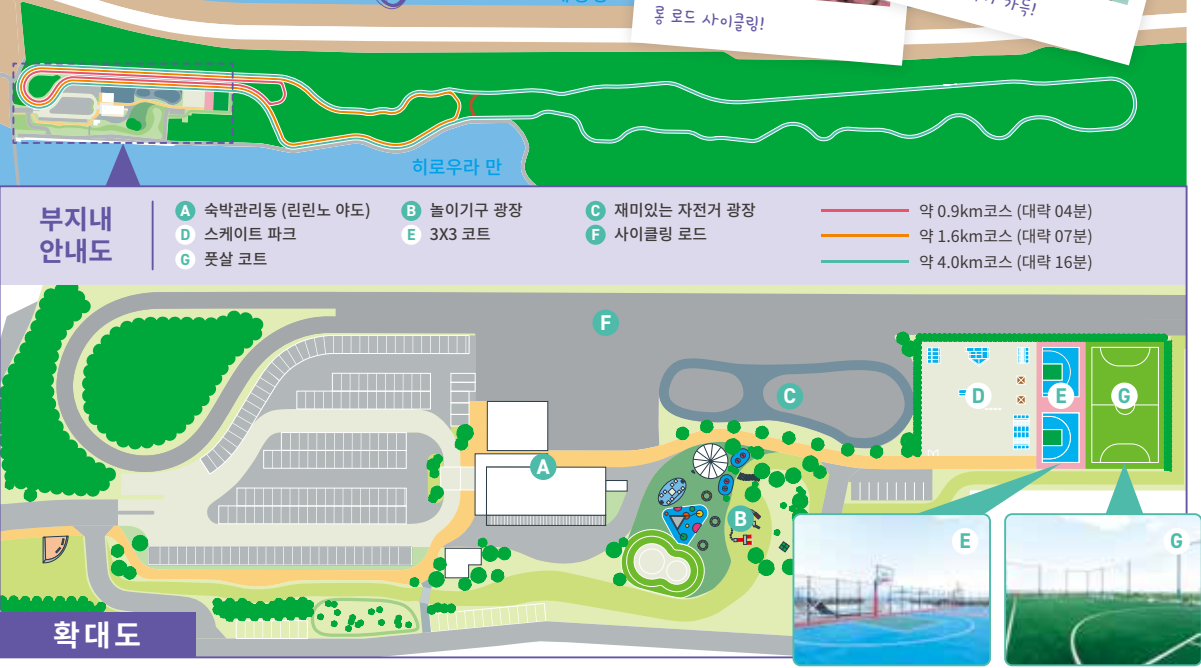 롱 로드 사이클링!
가득!
히로우라 만
부지내
안내도
A 숙박관리동 (린린노 야도)
B 놀이기구 광장
C 재미있는 자전거 광장
D 스케이트 파크
E 3X3 코트
F 사이클링 로드
G 풋살 코트
약 0.9km코스 (대략 04분)
약 1.6km코스 (대략 07분)
약 4.0km코스 (대략 16분)
F
C
D
E
G
A
B
E
G
확대도